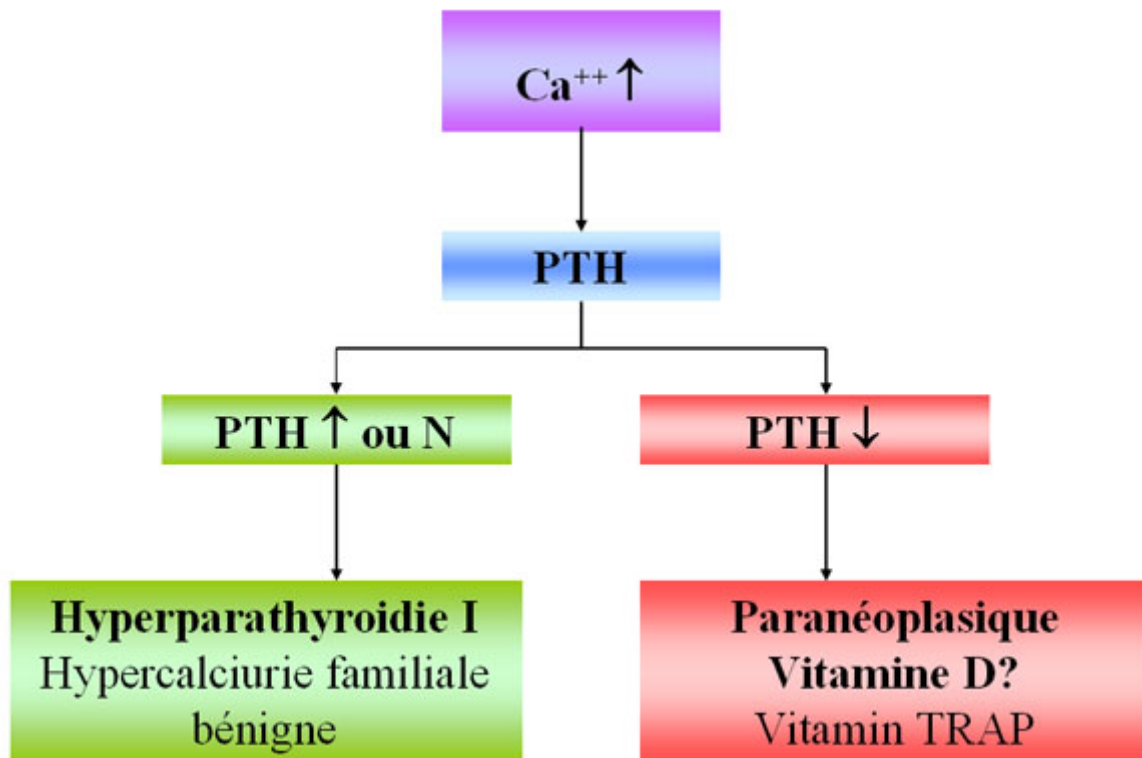 Ca⁺⁺ ↑
PTH
PTH ↑ ou N
PTH ↓
Hyperparathyroidie I
Hypercalciurie familiale
bénigne
Paranéoplasique
Vitamine D?
Vitamin TRAP